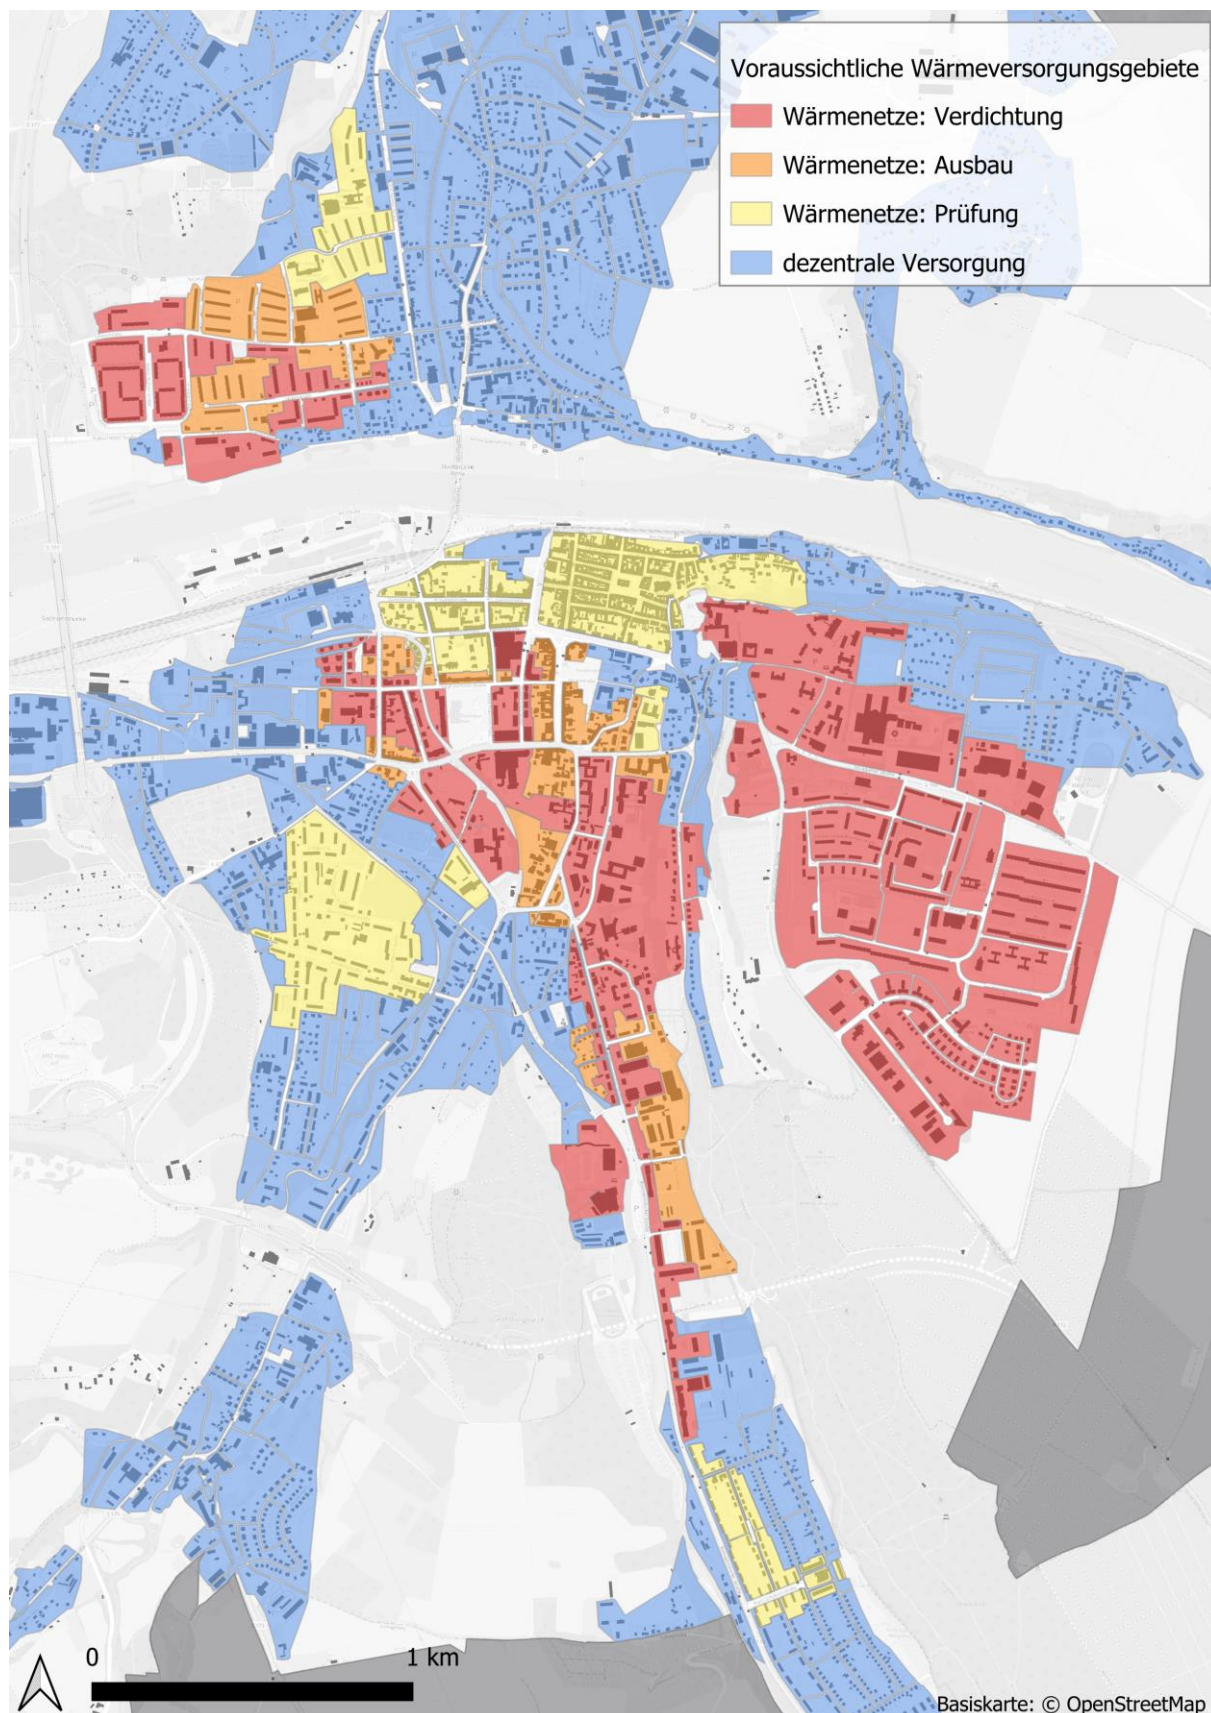 Voraussichtliche Wärmeversorgungsgebiete
Wärmenetze: Verdichtung
Wärmenetze: Ausbau
Wärmenetze: Prüfung
dezentrale Versorgung
0
1 km
Basiskarte: © OpenStreetMap